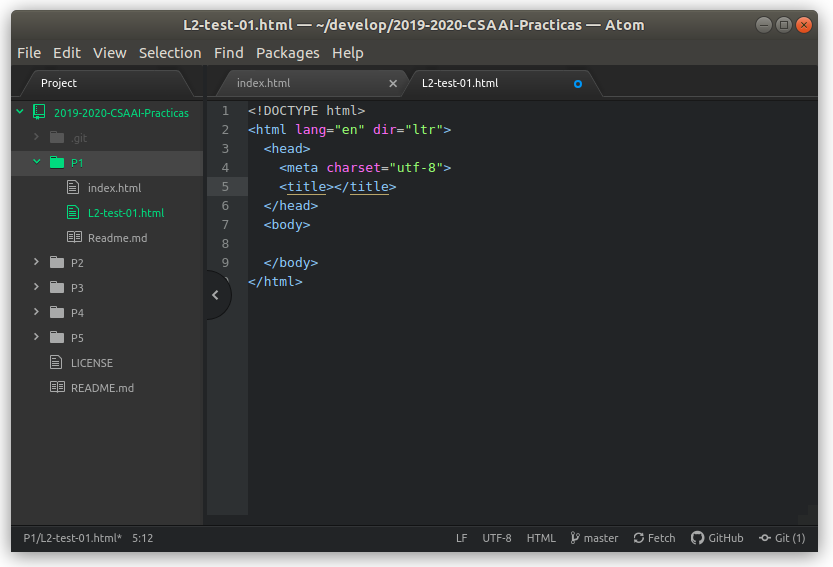 L2-test-01.html — ~/develop/2019-2020-CSAAI-Practicas — Atom
File Edit View Selection Find Packages Help
Project
index.html
L2-test-01.html
2019-2020-CSAAI-Practicas
.git
P1
index.html
L2-test-01.html
Readme.md
P2
P3
P4
P5
LICENSE
README.md
1 <!DOCTYPE html>
2 <html lang="en" dir="ltr">
3 <head>
4 <meta charset="utf-8">
5 <title></title>
6 </head>
7 <body>
8
9 </body>
</html>
P1/L2-test-01.html* 5:12 LF UTF-8 HTML master Fetch GitHub Git (1)